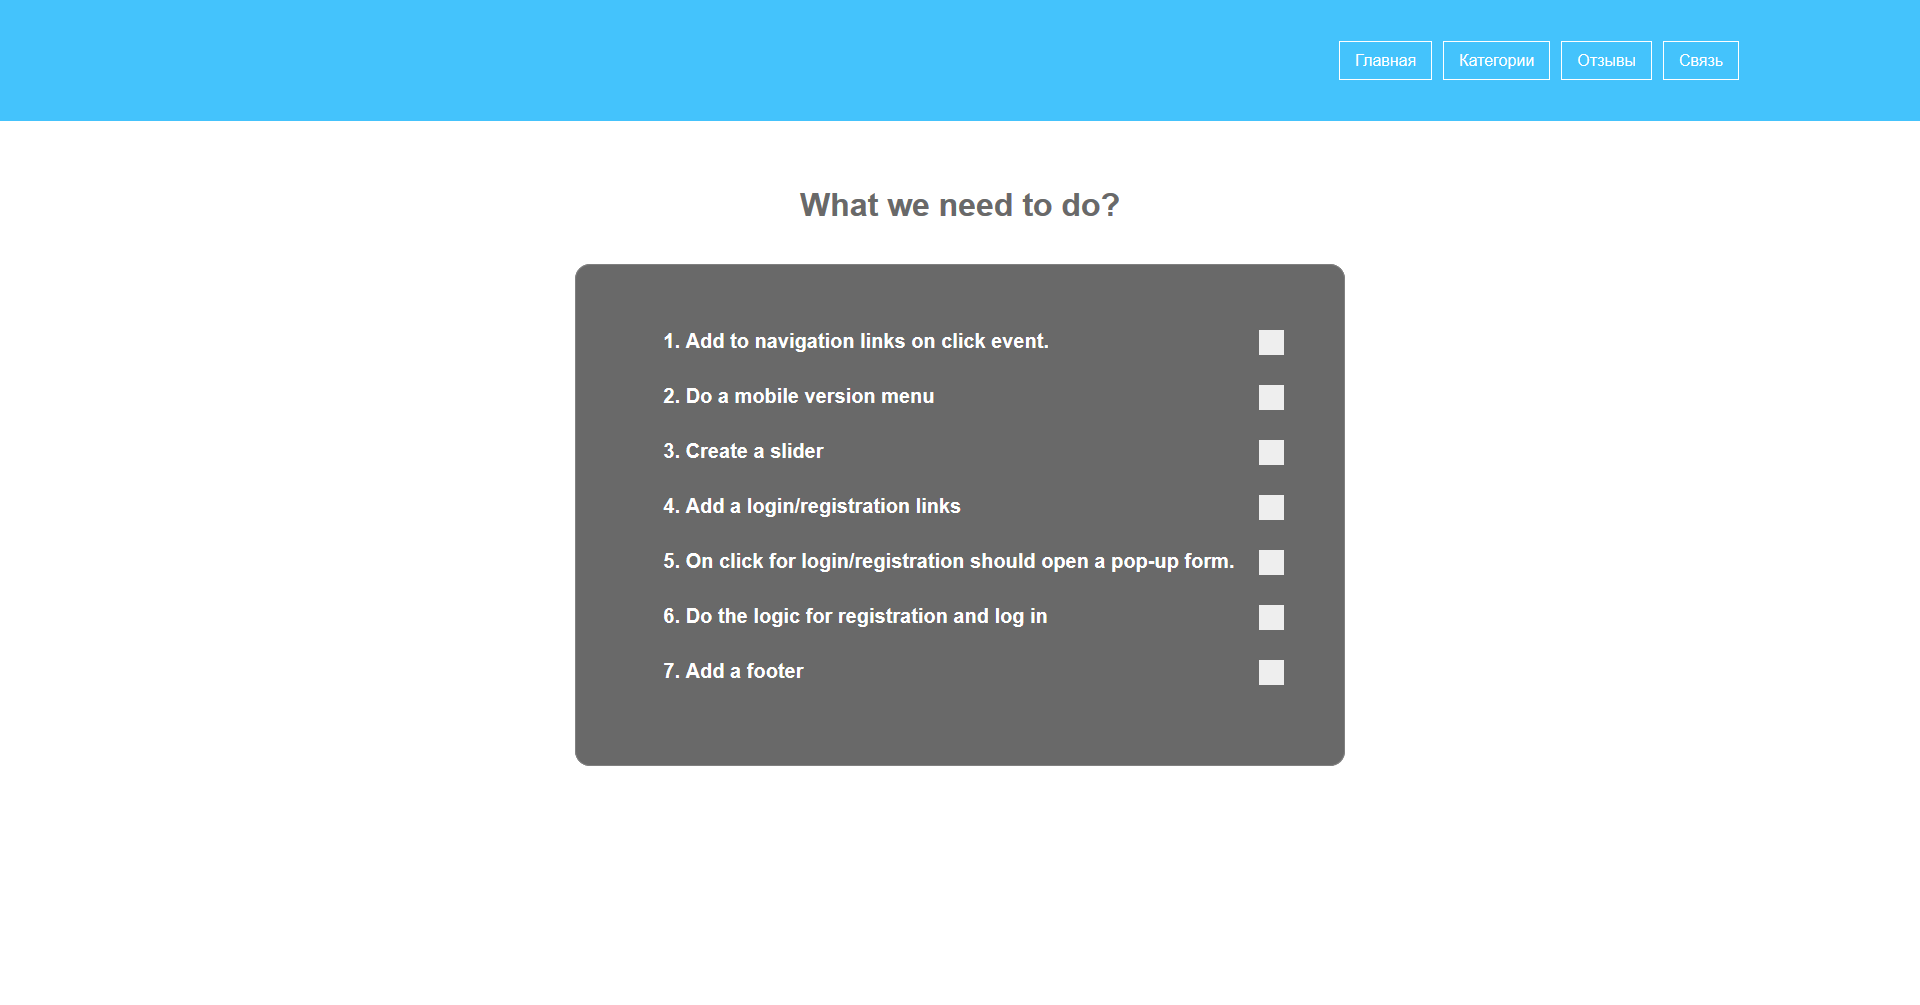 Главная Категории Отзывы Связь
What we need to do?
1. Add to navigation links on click event.
2. Do a mobile version menu
3. Create a slider
4. Add a login/registration links
5. On click for login/registration should open a pop-up form.
6. Do the logic for registration and log in
7. Add a footer